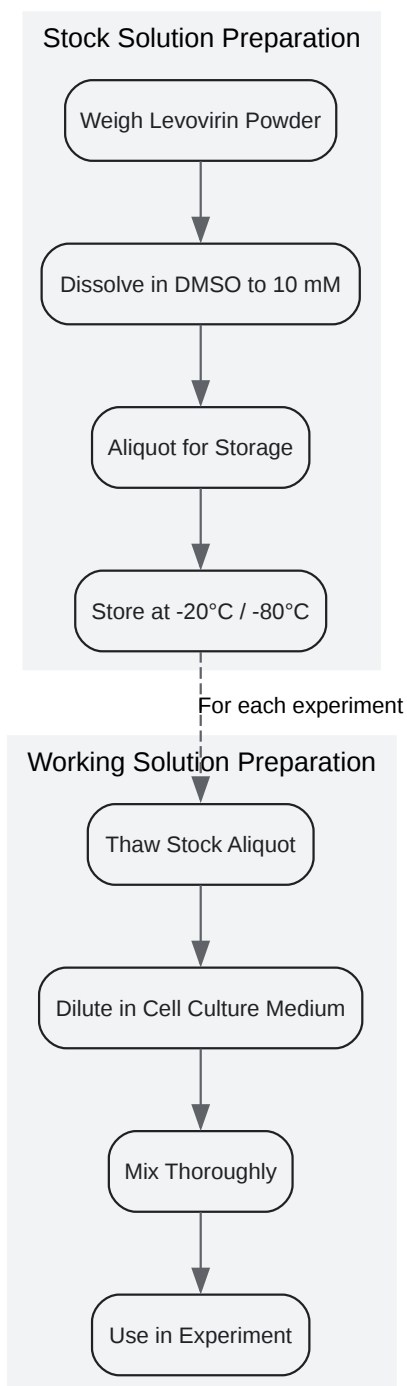 Stock Solution Preparation
Weigh Levovirin Powder
Dissolve in DMSO to 10 mM
Aliquot for Storage
Store at -20°C / -80°C
For each experiment
Working Solution Preparation
Thaw Stock Aliquot
Dilute in Cell Culture Medium
Mix Thoroughly
Use in Experiment